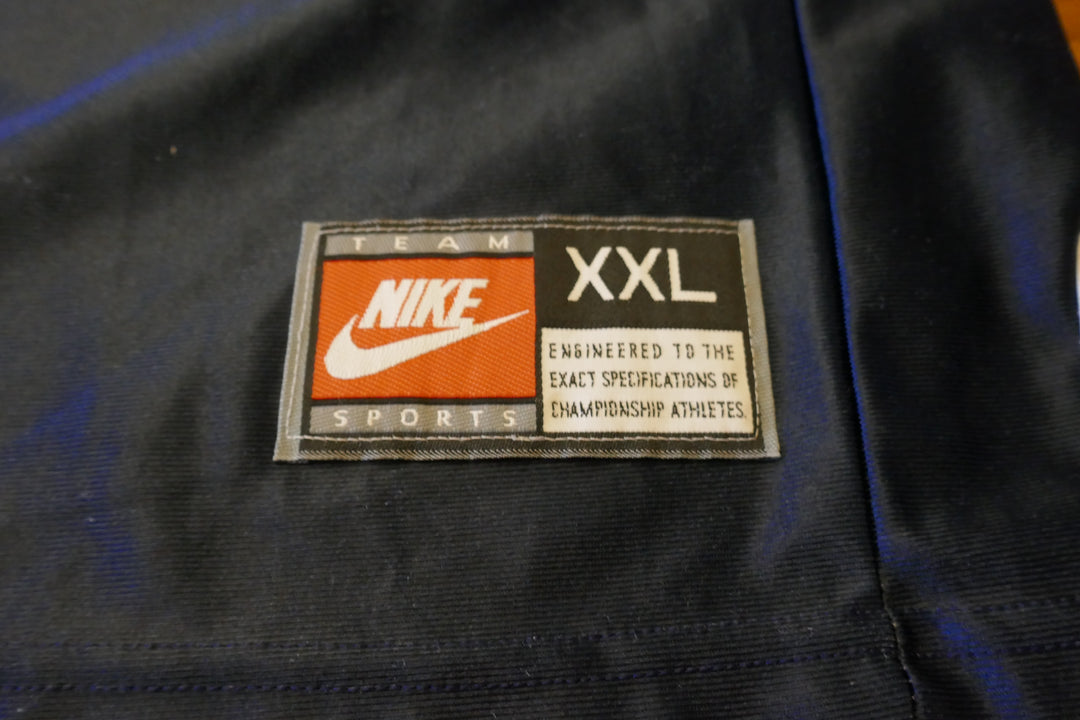 TEAM
NIKE
SPORTS
XXL
ENGINEERED TO THE
EXACT SPECIFICATIONS OF
CHAMPIONSHIP ATHLETES.